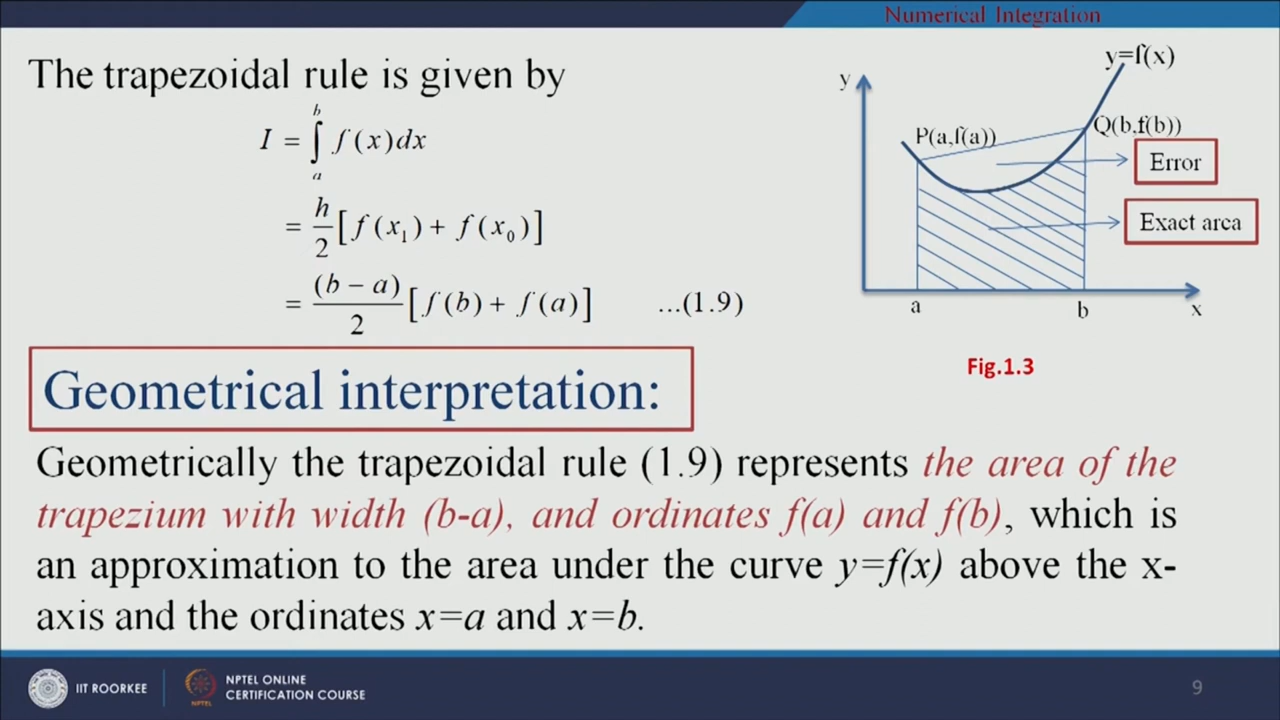 Numerical Integration
The trapezoidal rule is given by
I = ∫_a^b f(x)dx
= h/2 [f(x₁) + f(x₀)]
= (b − a)/2 [f(b) + f(a)] ...(1.9)
y
y=f(x)
P(a,f(a))
Q(b,f(b))
Error
Exact area
a
b
x
Fig.1.3
Geometrical interpretation:
Geometrically the trapezoidal rule (1.9) represents the area of the
trapezium with width (b-a), and ordinates f(a) and f(b), which is
an approximation to the area under the curve y=f(x) above the x-
axis and the ordinates x=a and x=b.
IIT ROORKEE
NPTEL
NPTEL ONLINE
CERTIFICATION COURSE
9